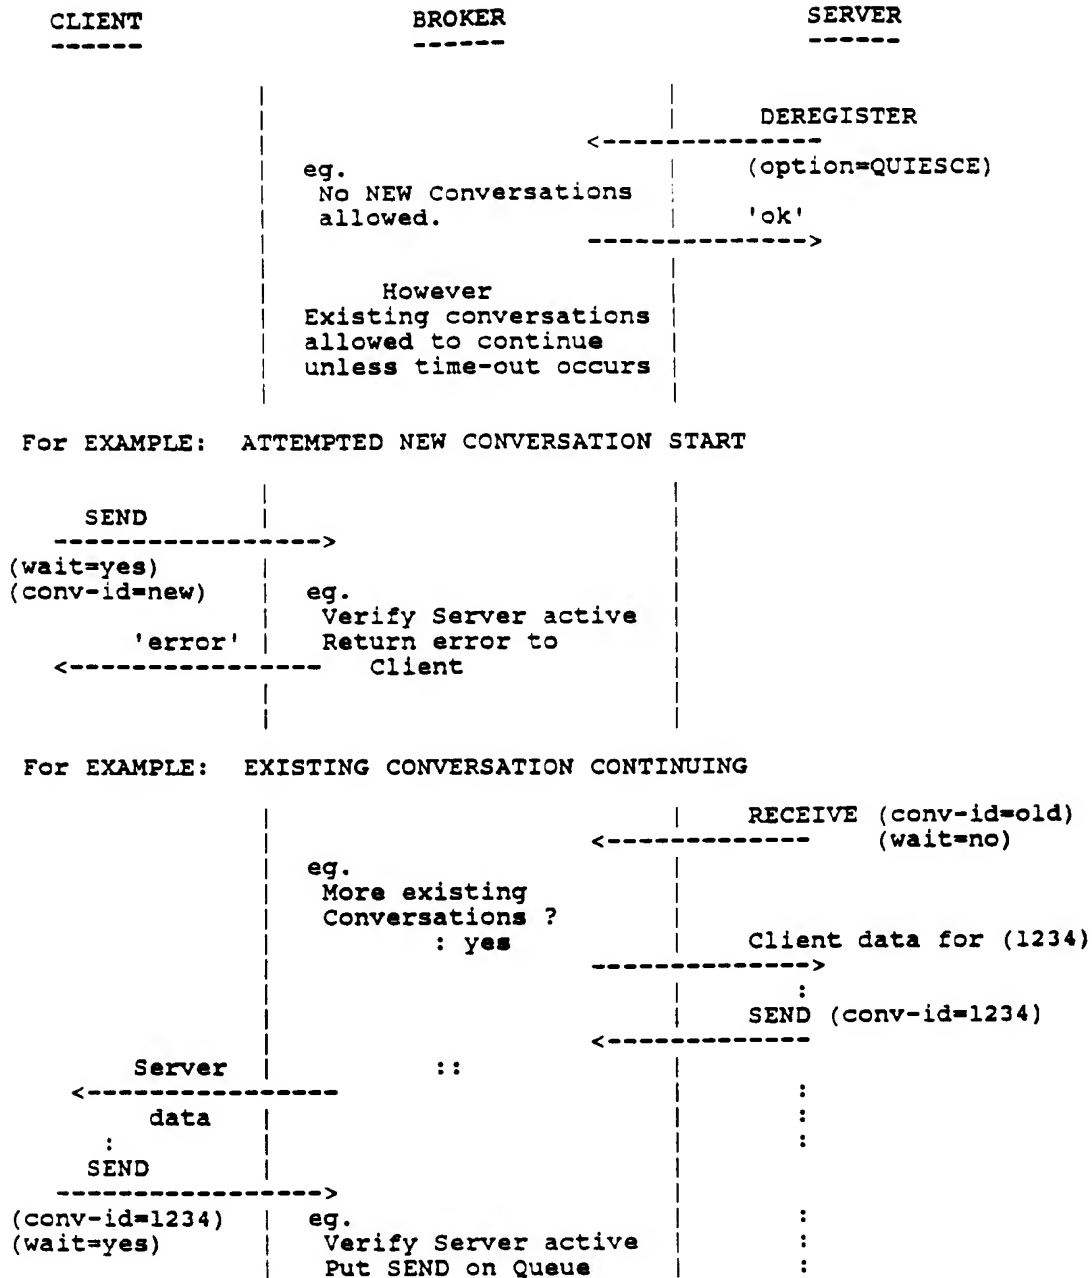 CLIENT BROKER SERVER
------ ------ ------
DEREGISTER
<---------------
eg. (option=QUIESCE)
No NEW Conversations
allowed. 'ok'
--------------->
However
Existing conversations
allowed to continue
unless time-out occurs
For EXAMPLE: ATTEMPTED NEW CONVERSATION START
SEND
------------------>
(wait=yes)
(conv-id=new) eg.
Verify Server active
'error' Return error to
<----------------- Client
For EXAMPLE: EXISTING CONVERSATION CONTINUING
RECEIVE (conv-id=old)
<-------------- (wait=no)
eg.
More existing
Conversations ?
: yes Client data for (1234)
--------------->
:
SEND (conv-id=1234)
<--------------
Server ::
<----------------- :
data :
: :
SEND
------------------>
(conv-id=1234) eg. :
(wait=yes) Verify Server active :
Put SEND on Queue :